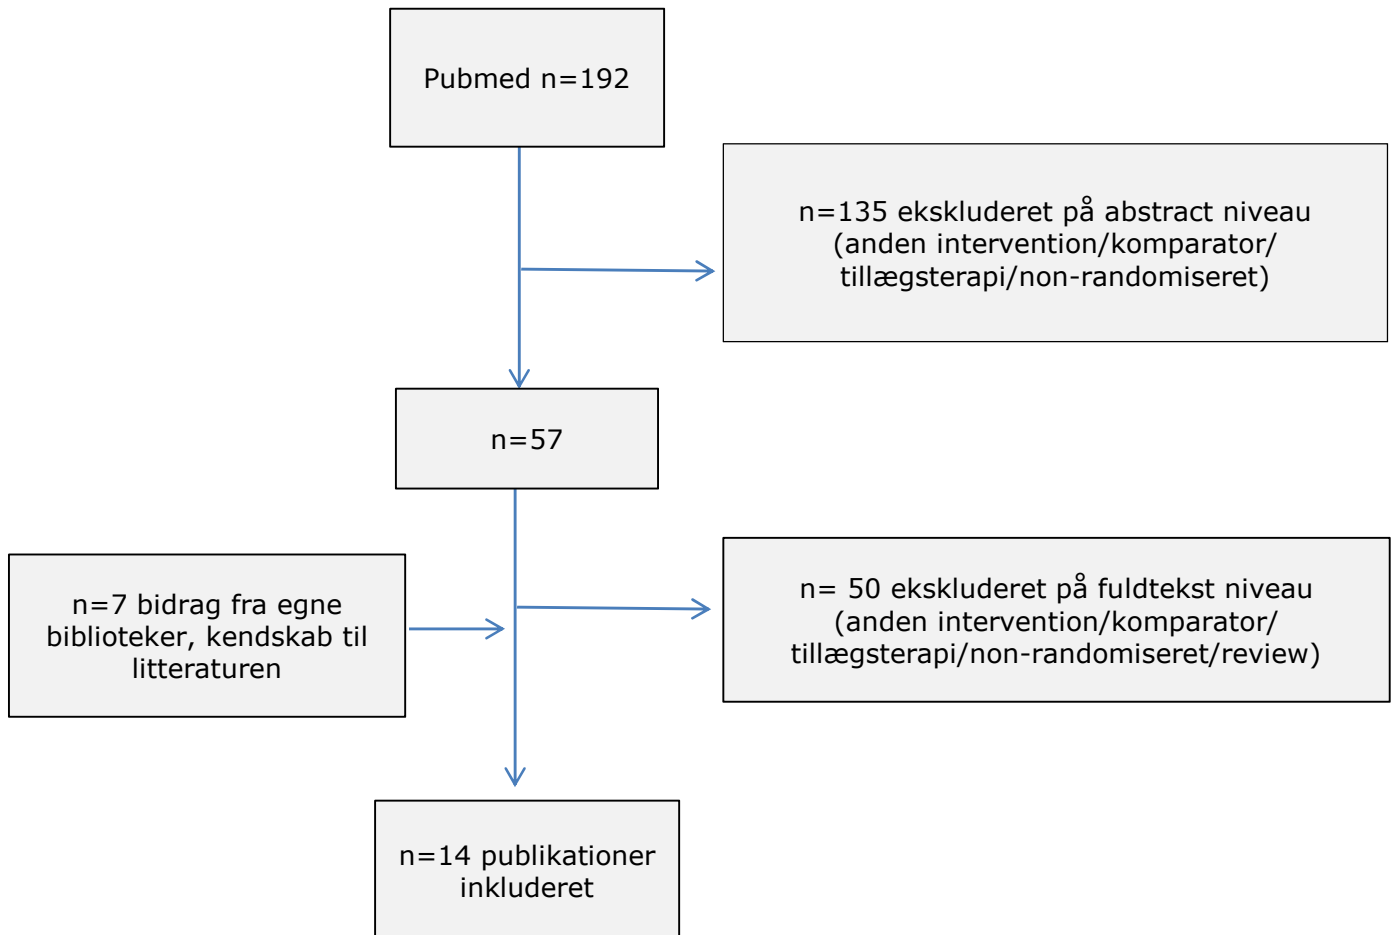 Pubmed n=192
n=135 ekskluderet på abstract niveau
(anden intervention/komparator/
tillægsterapi/non-randomiseret)
n=57
n=7 bidrag fra egne
biblioteker, kendskab til
litteraturen
n= 50 ekskluderet på fuldtekst niveau
(anden intervention/komparator/
tillægsterapi/non-randomiseret/review)
n=14 publikationer
inkluderet